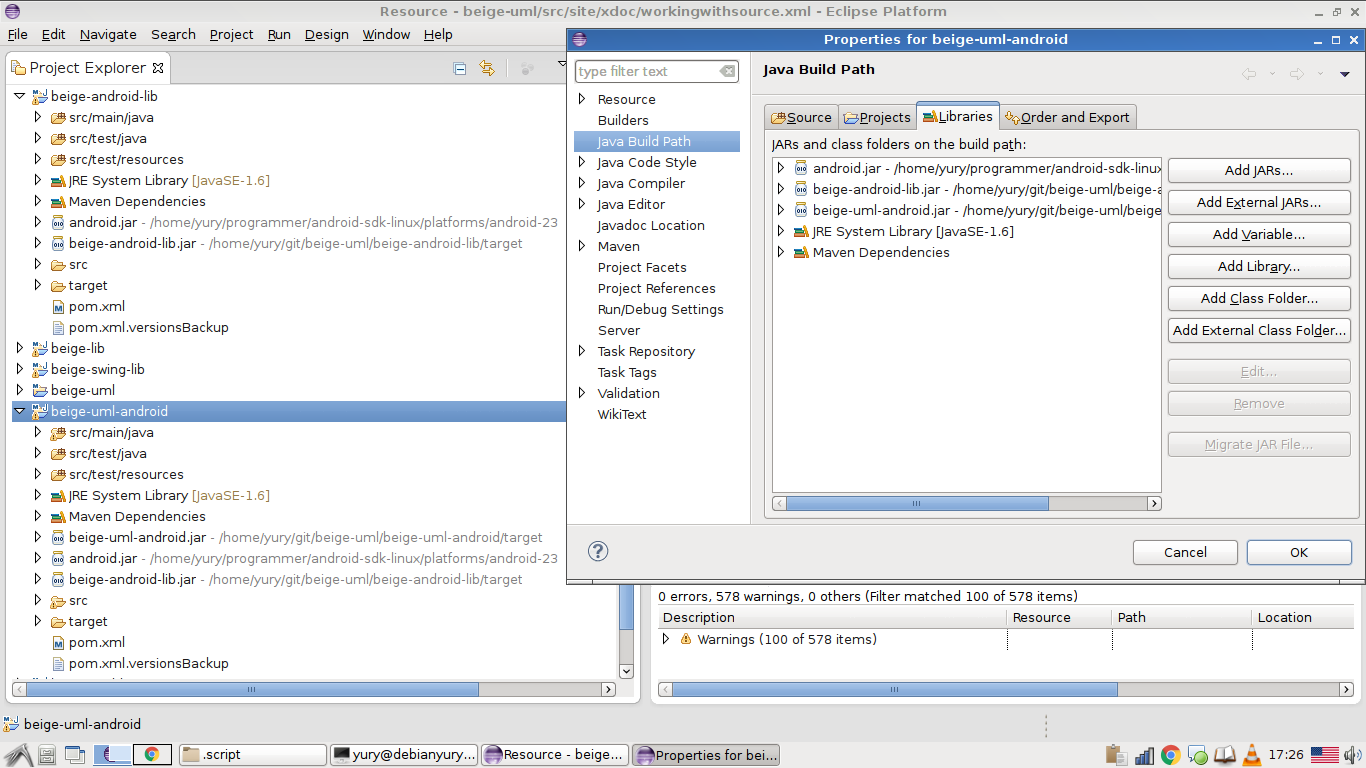 Resource - beige-uml/src/site/xdoc/workingwithsource.xml - Eclipse Platform
File Edit Navigate Search Project Run Design Window Help
Project Explorer
beige-android-lib
src/main/java
src/test/java
src/test/resources
JRE System Library [JavaSE-1.6]
Maven Dependencies
android.jar - /home/yury/programmer/android-sdk-linux/platforms/android-23
beige-android-lib.jar - /home/yury/git/beige-uml/beige-android-lib/target
src
target
pom.xml
pom.xml.versionsBackup
beige-lib
beige-swing-lib
beige-uml
beige-uml-android
src/main/java
src/test/java
src/test/resources
JRE System Library [JavaSE-1.6]
Maven Dependencies
beige-uml-android.jar - /home/yury/git/beige-uml/beige-uml-android/target
android.jar - /home/yury/programmer/android-sdk-linux/platforms/android-23
beige-android-lib.jar - /home/yury/git/beige-uml/beige-android-lib/target
src
target
pom.xml
pom.xml.versionsBackup
Properties for beige-uml-android
type filter text
Resource
Builders
Java Build Path
Java Code Style
Java Compiler
Java Editor
Javadoc Location
Maven
Project Facets
Project References
Run/Debug Settings
Server
Task Repository
Task Tags
Validation
WikiText
Java Build Path
Source Projects Libraries Order and Export
JARs and class folders on the build path:
android.jar - /home/yury/programmer/android-sdk-linux
beige-android-lib.jar - /home/yury/git/beige-uml/beige-a
beige-uml-android.jar - /home/yury/git/beige-uml/beige
JRE System Library [JavaSE-1.6]
Maven Dependencies
Add JARs...
Add External JARs...
Add Variable...
Add Library...
Add Class Folder...
Add External Class Folder...
Edit...
Remove
Migrate JAR File...
Cancel OK
0 errors, 578 warnings, 0 others (Filter matched 100 of 578 items)
Description Resource Path Location
Warnings (100 of 578 items)
beige-uml-android
.script
yury@debianyury...
Resource - beige...
Properties for bei...
17:26